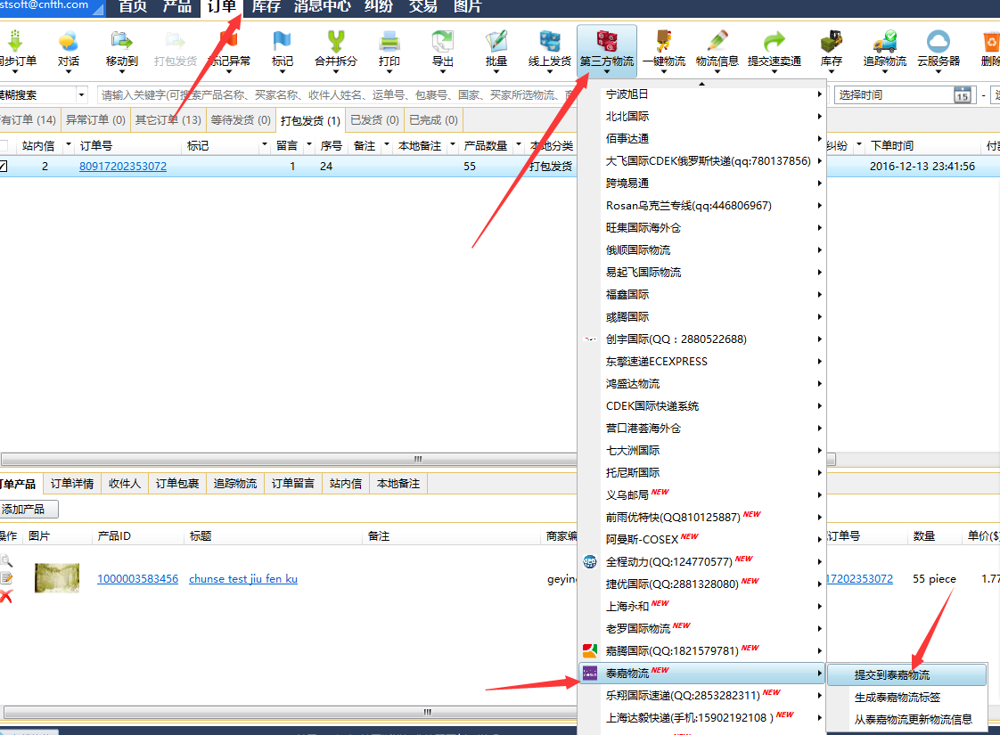 stsoft@cnfth.com 首页 产品 订单 库存 消息中心 纠纷 交易 图片
同步订单 对话 移动到 打包发货 标记异常 标记 合并拆分 打印 导出 批量 线上发货 第三方物流 一键物流 物流信息 提交速卖通 库存 追踪物流 云服务器 删除
模糊搜索 请输入关键字(可搜索产品名称、买家名称、收件人姓名、运单号、包裹号、国家、买家所选物流、商 选择时间 15 -
有订单 (14) 异常订单 (0) 其它订单 (13) 等待发货 (0) 打包发货 (1) 已发货 (0) 已完成 (0)
站内信 订单号 标记 留言 序号 备注 本地备注 产品数量 本地分类 纠纷 下单时间
2 80917202353072 1 24 55 打包发货 2016-12-13 23:41:56
宁波旭日
北北国际
佰事达通
大飞国际CDEK俄罗斯快递(qq:780137856)
跨境易通
Rosan乌克兰专线(qq:446806967)
旺集国际海外仓
俄顺国际物流
易起飞国际物流
福鑫国际
彧腾国际
创宇国际(QQ：2880522688)
东擎速递ECEXPRESS
鸿盛达物流
CDEK国际快递系统
营口港荟海外仓
七大洲国际
托尼斯国际
义乌邮局 NEW
前雨优特快(QQ810125887) NEW
阿曼斯-COSEX NEW
全程动力(QQ:124770577) NEW
捷优国际(QQ:2881328080) NEW
上海永和 NEW
老罗国际物流 NEW
嘉腾国际(QQ:1821579781) NEW
泰嘉物流 NEW
乐翔国际速递(QQ:2853282311) NEW
上海达毅快递(手机:15902192108 ) NEW
提交到泰嘉物流
生成泰嘉物流标签
从泰嘉物流更新物流信息
订单产品 订单详情 收件人 订单包裹 追踪物流 订单留言 站内信 本地备注
添加产品
操作 图片 产品ID 标题 备注 商家编 订单号 数量 单价($
1000003583456 chunse test jiu fen ku geying 17202353072 55 piece 1.77